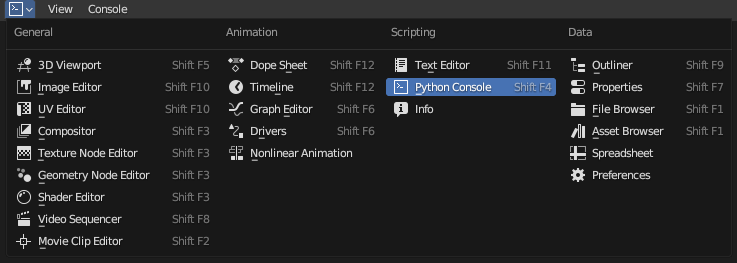 View Console
General
3D Viewport Shift F5
Image Editor Shift F10
UV Editor Shift F10
Compositor Shift F3
Texture Node Editor Shift F3
Geometry Node Editor Shift F3
Shader Editor Shift F3
Video Sequencer Shift F8
Movie Clip Editor Shift F2
Animation
Dope Sheet Shift F12
Timeline Shift F12
Graph Editor Shift F6
Drivers Shift F6
Nonlinear Animation
Scripting
Text Editor Shift F11
Python Console Shift F4
Info
Data
Outliner Shift F9
Properties Shift F7
File Browser Shift F1
Asset Browser Shift F1
Spreadsheet
Preferences